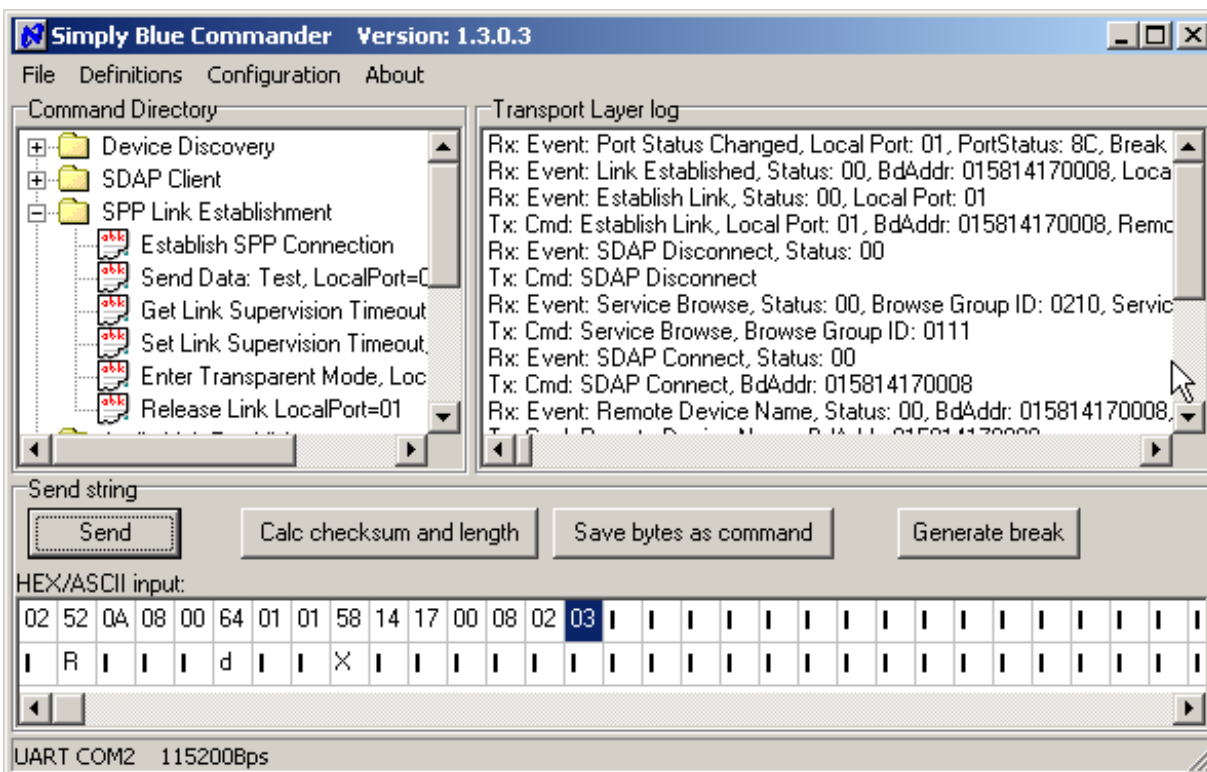 Simply Blue Commander Version: 1.3.0.3
File Definitions Configuration About
Command Directory
Device Discovery
SDAP Client
SPP Link Establishment
Establish SPP Connection
Send Data: Test, LocalPort=0
Get Link Supervision Timeout
Set Link Supervision Timeout,
Enter Transparent Mode, Loc
Release Link LocalPort=01
Transport Layer log
Rx: Event: Port Status Changed, Local Port: 01, PortStatus: 8C, Break
Rx: Event: Link Established, Status: 00, BdAddr: 015814170008, Loca
Rx: Event: Establish Link, Status: 00, Local Port: 01
Tx: Cmd: Establish Link, Local Port: 01, BdAddr: 015814170008, Remo
Rx: Event: SDAP Disconnect, Status: 00
Tx: Cmd: SDAP Disconnect
Rx: Event: Service Browse, Status: 00, Browse Group ID: 0210, Servic
Tx: Cmd: Service Browse, Browse Group ID: 0111
Rx: Event: SDAP Connect, Status: 00
Tx: Cmd: SDAP Connect, BdAddr: 015814170008
Rx: Event: Remote Device Name, Status: 00, BdAddr: 015814170008,
Send string
Send Calc checksum and length Save bytes as command Generate break
HEX/ASCII input:
02 52 0A 08 00 64 01 01 58 14 17 00 08 02 03
R d X
UART COM2 115200Bps